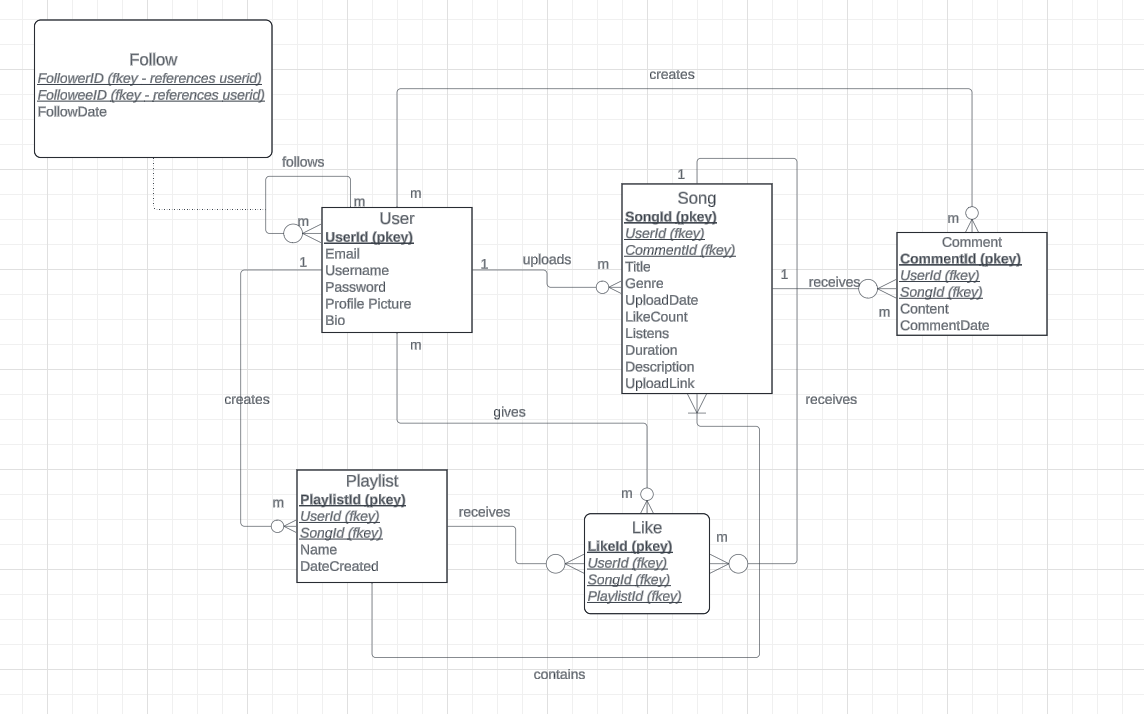 Follow
FollowerID (fkey - references userid)
FolloweeID (fkey - references userid)
FollowDate
creates
follows
m
m
m
User
UserId (pkey)
Email
Username
Password
Profile Picture
Bio
1
1
uploads
m
m
1
Song
SongId (pkey)
UserId (fkey)
CommentId (fkey)
Title
Genre
UploadDate
LikeCount
Listens
Duration
Description
UploadLink
1
receives
m
m
Comment
CommentId (pkey)
UserId (fkey)
SongId (fkey)
Content
CommentDate
creates
gives
receives
m
Playlist
PlaylistId (pkey)
UserId (fkey)
SongId (fkey)
Name
DateCreated
receives
m
Like
LikeId (pkey)
UserId (fkey)
SongId (fkey)
PlaylistId (fkey)
m
contains